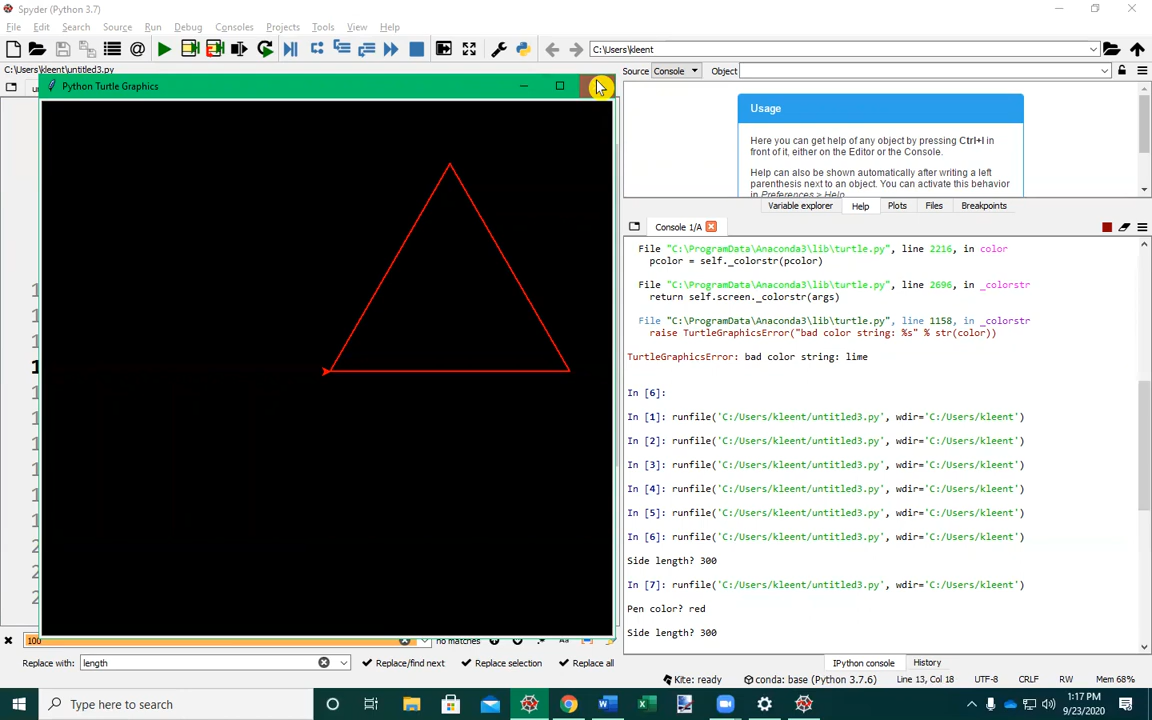 Spyder (Python 3.7)
File Edit Search Source Run Debug Consoles Projects Tools View Help
C:\Users\kleent
C:\Users\kleent\untitled3.py
Source Console Object
Python Turtle Graphics
Usage
Here you can get help of any object by pressing Ctrl+I in
front of it, either on the Editor or the Console.
Help can also be shown automatically after writing a left
parenthesis next to an object. You can activate this behavior
in Preferences > Help.
Variable explorer Help Plots Files Breakpoints
Console 1/A
File "C:\ProgramData\Anaconda3\lib\turtle.py", line 2216, in color
pcolor = self._colorstr(pcolor)
File "C:\ProgramData\Anaconda3\lib\turtle.py", line 2696, in _colorstr
return self.screen._colorstr(args)
File "C:\ProgramData\Anaconda3\lib\turtle.py", line 1158, in _colorstr
raise TurtleGraphicsError("bad color string: %s" % str(color))
TurtleGraphicsError: bad color string: lime
In [6]:
In [1]: runfile('C:/Users/kleent/untitled3.py', wdir='C:/Users/kleent')
In [2]: runfile('C:/Users/kleent/untitled3.py', wdir='C:/Users/kleent')
In [3]: runfile('C:/Users/kleent/untitled3.py', wdir='C:/Users/kleent')
In [4]: runfile('C:/Users/kleent/untitled3.py', wdir='C:/Users/kleent')
In [5]: runfile('C:/Users/kleent/untitled3.py', wdir='C:/Users/kleent')
In [6]: runfile('C:/Users/kleent/untitled3.py', wdir='C:/Users/kleent')
Side length? 300
In [7]: runfile('C:/Users/kleent/untitled3.py', wdir='C:/Users/kleent')
Pen color? red
Side length? 300
100 no matches Aa
Replace with: length Replace/find next Replace selection Replace all
IPython console History
Kite: ready conda: base (Python 3.7.6) Line 13, Col 18 UTF-8 CRLF RW Mem 68%
Type here to search
1:17 PM
9/23/2020